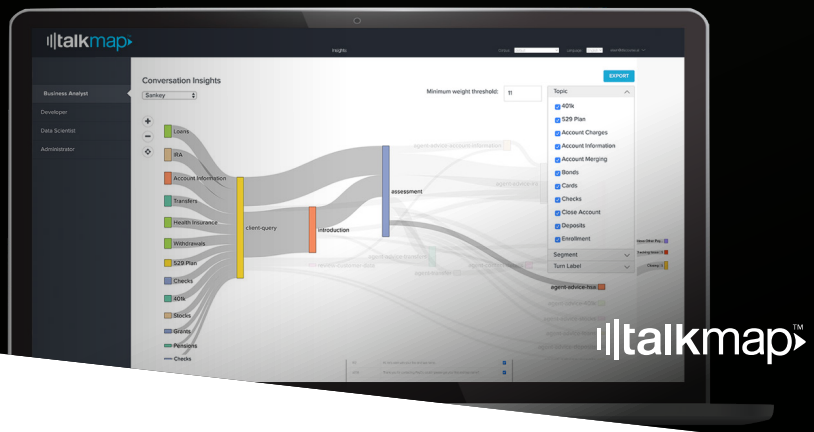 talkmap
Insights
Business Analyst
Developer
Data Scientist
Administrator
Conversation Insights
Sankey
Minimum weight threshold: 11
EXPORT
Topic
401k
529 Plan
Account Charges
Account Information
Account Merging
Bonds
Cards
Checks
Close Account
Deposits
Enrollment
Segment
Turn Label
Loans
IRA
Account Information
Transfers
Health Insurance
Withdrawals
529 Plan
Checks
401k
Stocks
Grants
Pensions
Checks
client-query
introduction
assessment
agent-advice-hsa
talkmap™